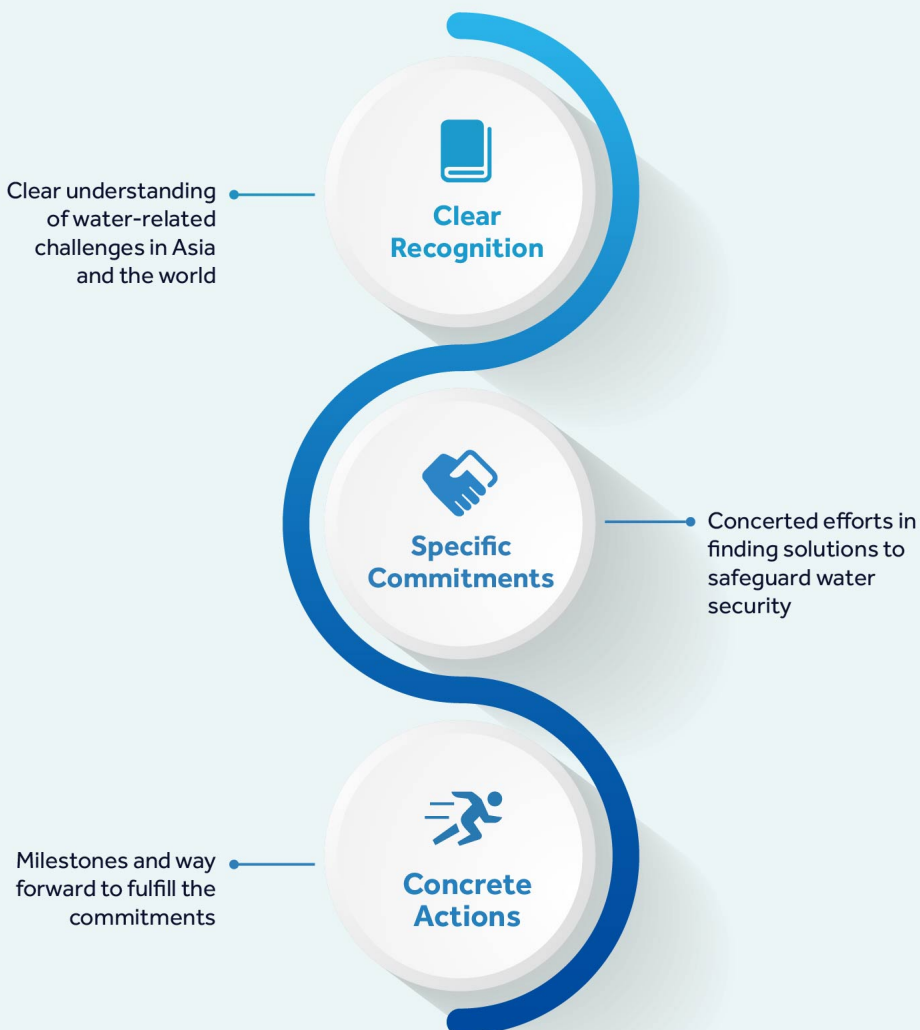 Clear understanding
of water-related
challenges in Asia
and the world
Clear
Recognition
Specific
Commitments
Concerted efforts in
finding solutions to
safeguard water
security
Milestones and way
forward to fulfill the
commitments
Concrete
Actions